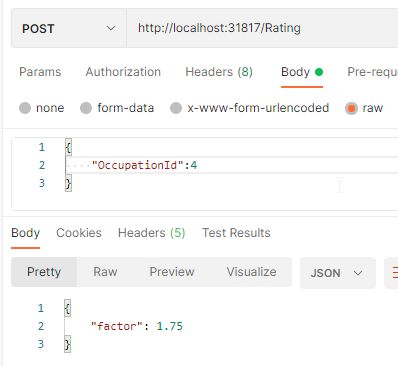 POST http://localhost:31817/Rating
Params Authorization Headers (8) Body Pre-requ
none form-data x-www-form-urlencoded raw
1 {
2 "OccupationId":4
3 }
Body Cookies Headers (5) Test Results
Pretty Raw Preview Visualize JSON
1 {
2 "factor": 1.75
3 }